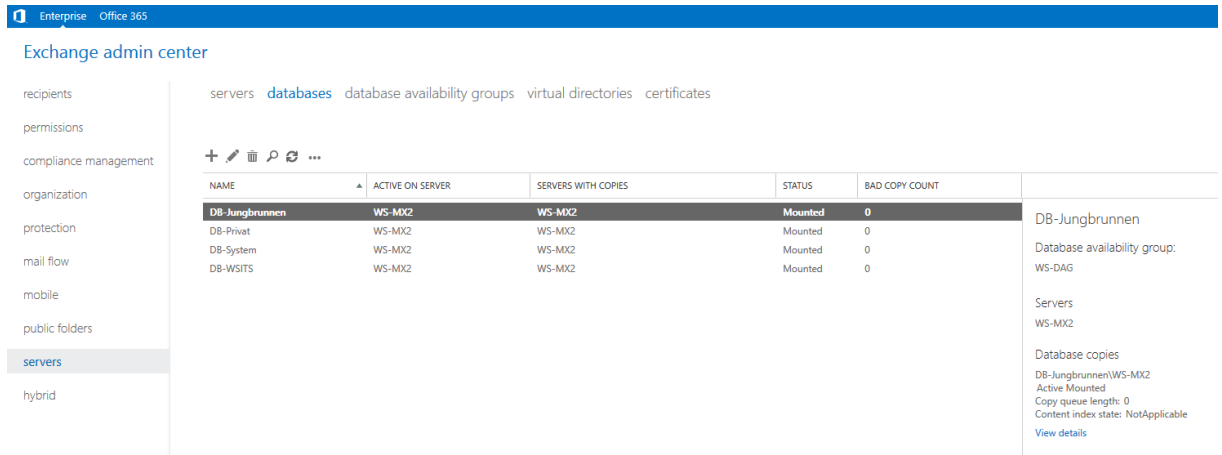 Enterprise Office 365
Exchange admin center
recipients
permissions
compliance management
organization
protection
mail flow
mobile
public folders
servers
hybrid
servers databases database availability groups virtual directories certificates
NAME ACTIVE ON SERVER SERVERS WITH COPIES STATUS BAD COPY COUNT
DB-Jungbrunnen WS-MX2 WS-MX2 Mounted 0
DB-Privat WS-MX2 WS-MX2 Mounted 0
DB-System WS-MX2 WS-MX2 Mounted 0
DB-WSITS WS-MX2 WS-MX2 Mounted 0
DB-Jungbrunnen
Database availability group:
WS-DAG
Servers
WS-MX2
Database copies
DB-Jungbrunnen\WS-MX2
Active Mounted
Copy queue length: 0
Content index state: NotApplicable
View details